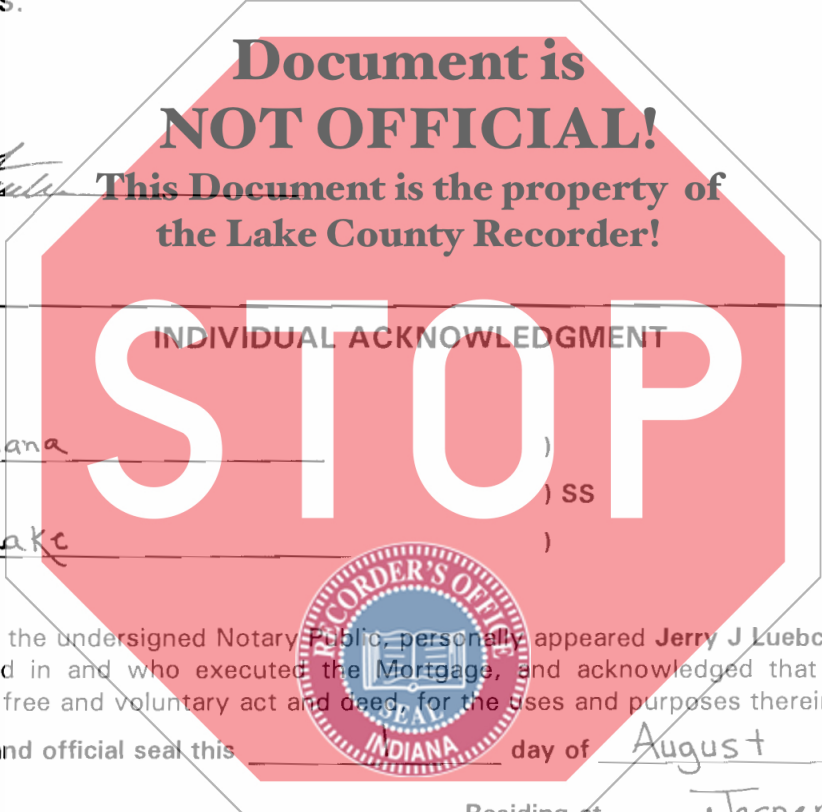 s.
Document is
NOT OFFICIAL!
This Document is the property of
the Lake County Recorder!
INDIVIDUAL ACKNOWLEDGMENT
STOP
ana )
) SS
ake )
RECORDER'S OFFICE
SEAL
INDIANA
the undersigned Notary Public, personally appeared Jerry J Luebc
d in and who executed the Mortgage, and acknowledged that
free and voluntary act and deed, for the uses and purposes therei
nd official seal this day of August
Residing at Jasper